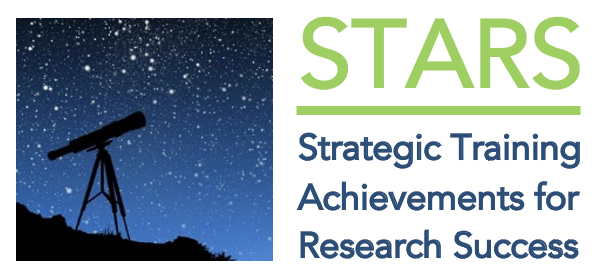 STARS
Strategic Training
Achievements for
Research Success